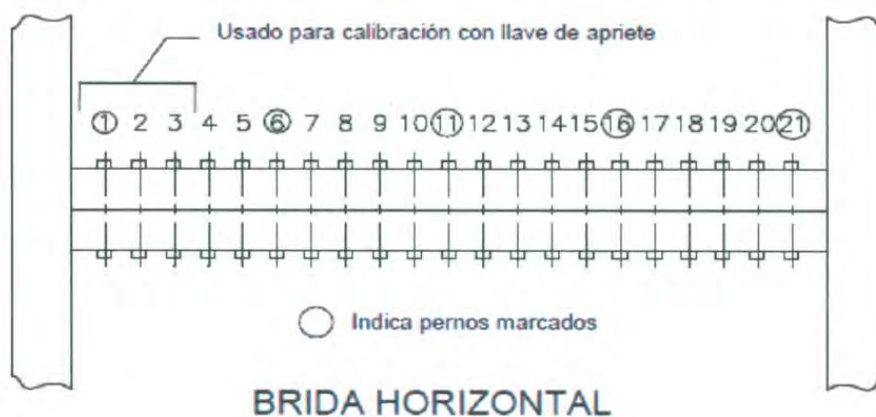 Usado para calibración con llave de apriete
1 2 3 4 5 6 7 8 9 10 11 12 13 14 15 16 17 18 19 20 21
Indica pernos marcados
BRIDA HORIZONTAL